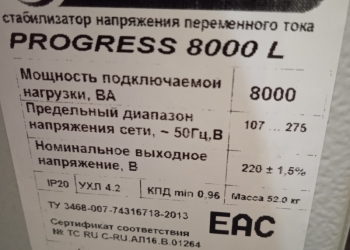 стабилизатор напряжения переменного тока
PROGRESS 8000 L
Мощность подключаемой
нагрузки, ВА
8000
Предельный диапазон
напряжения сети, ~ 50Гц,В
107 ... 275
Номинальное выходное
напряжение, В
220 ± 1,5%
IP20 УХЛ 4.2 КПД min 0,96 Масса 52.0 кг
ТУ 3468-007-74316718-2013
Сертификат соответствия
№ ТС RU C-RU.АЛ16.В.01264
EAC